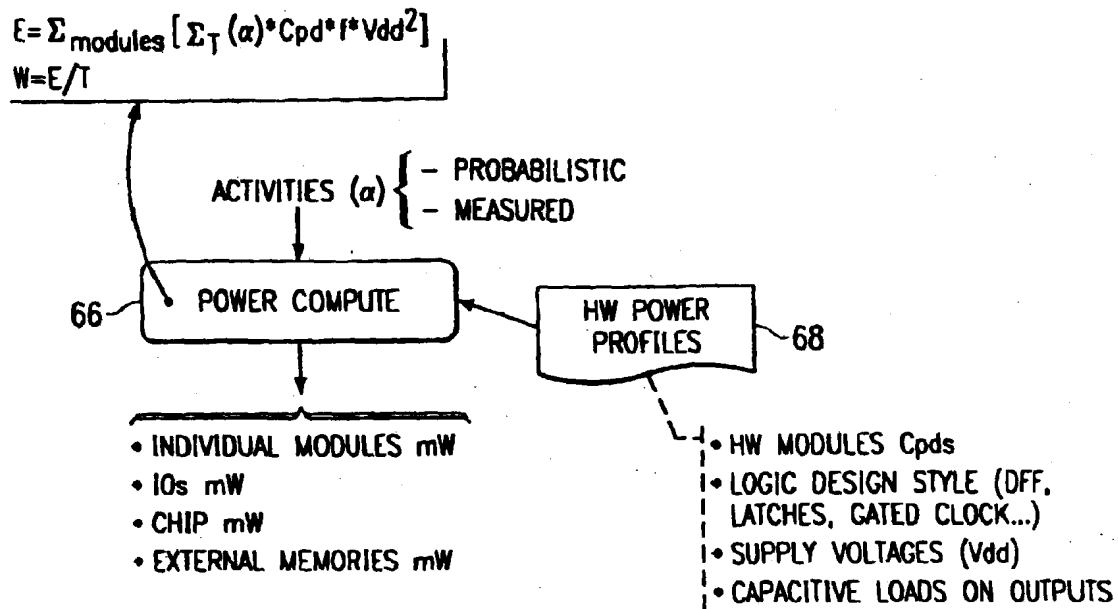 E=Σmodules[ΣT(α)*Cpd*f*Vdd²]
W=E/T
ACTIVITIES (α) { – PROBABILISTIC
– MEASURED
66
POWER COMPUTE
HW POWER
PROFILES
68
• INDIVIDUAL MODULES mW
• IOs mW
• CHIP mW
• EXTERNAL MEMORIES mW
• HW MODULES Cpds
• LOGIC DESIGN STYLE (DFF,
LATCHES, GATED CLOCK...)
• SUPPLY VOLTAGES (Vdd)
• CAPACITIVE LOADS ON OUTPUTS